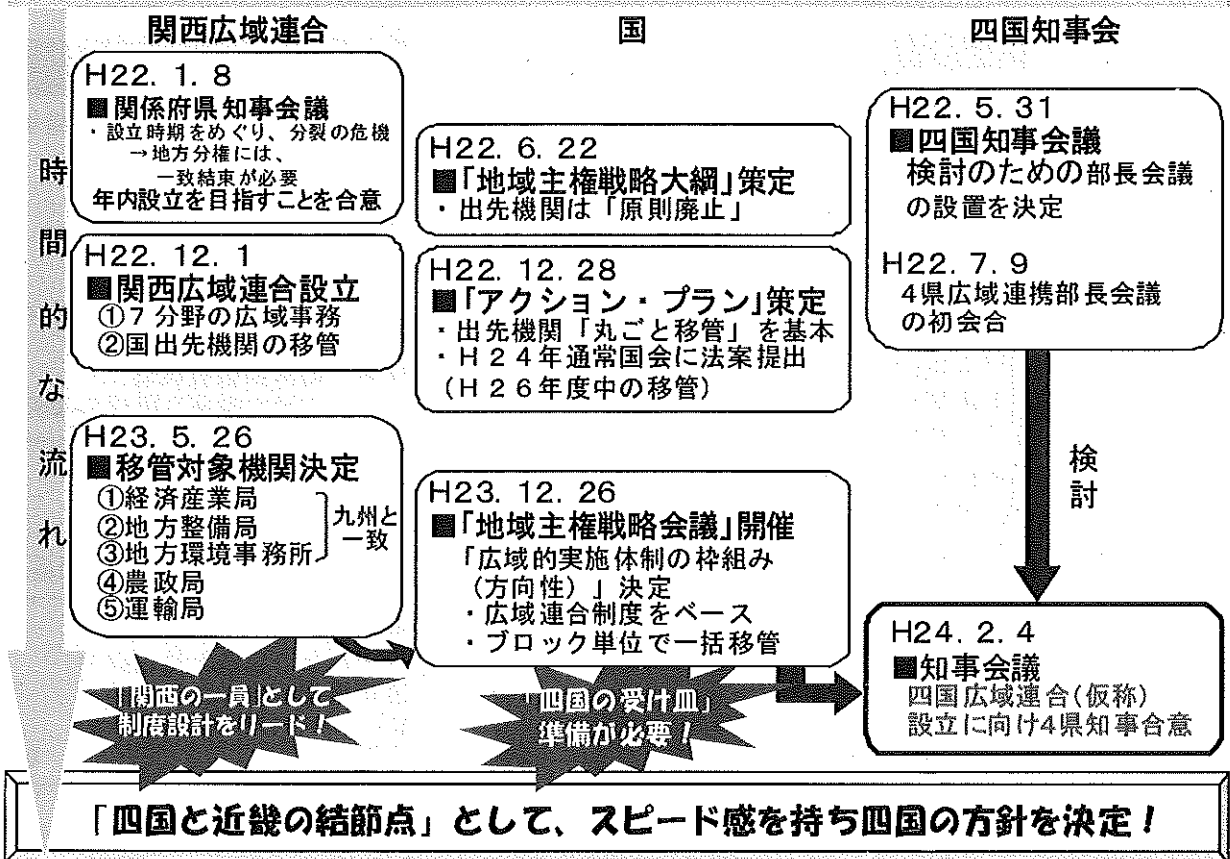 関西広域連合
H22.1.8
■関係府県知事会議
・設立時期をめぐり、分裂の危機
→地方分権には、
一致結束が必要
年内設立を目指すことを合意
H22.12.1
■関西広域連合設立
①7分野の広域事務
②国出先機関の移管
H23.5.26
■移管対象機関決定
①経済産業局
②地方整備局
③地方環境事務所
④農政局
⑤運輸局
九州と
一致
「関西の一員」として
制度設計をリード!
国
H22.6.22
■「地域主権戦略大綱」策定
・出先機関は「原則廃止」
H22.12.28
■「アクション・プラン」策定
・出先機関「丸ごと移管」を基本
・H24年通常国会に法案提出
(H26年度中の移管)
H23.12.26
■「地域主権戦略会議」開催
「広域的実施体制の枠組み
(方向性)」決定
・広域連合制度をベース
・ブロック単位で一括移管
「四国の受け皿」
準備が必要!
四国知事会
H22.5.31
■四国知事会議
検討のための部長会議
の設置を決定
H22.7.9
4県広域連携部長会議
の初会合
検討
H24.2.4
■知事会議
四国広域連合(仮称)
設立に向け4県知事合意
時間的な流れ
「四国と近畿の結節点」として、スピード感を持ち四国の方針を決定!